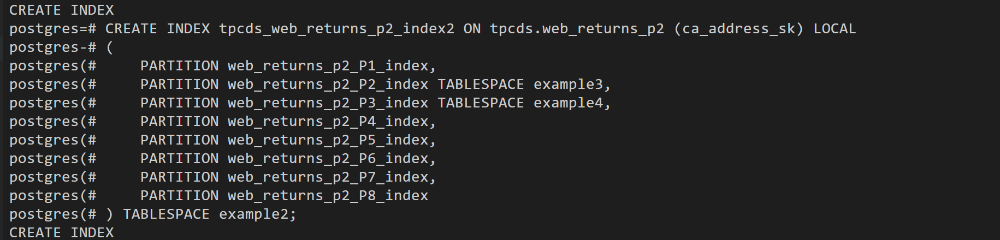 CREATE INDEX
postgres=# CREATE INDEX tpcds_web_returns_p2_index2 ON tpcds.web_returns_p2 (ca_address_sk) LOCAL
postgres-# (
postgres(#     PARTITION web_returns_p2_P1_index,
postgres(#     PARTITION web_returns_p2_P2_index TABLESPACE example3,
postgres(#     PARTITION web_returns_p2_P3_index TABLESPACE example4,
postgres(#     PARTITION web_returns_p2_P4_index,
postgres(#     PARTITION web_returns_p2_P5_index,
postgres(#     PARTITION web_returns_p2_P6_index,
postgres(#     PARTITION web_returns_p2_P7_index,
postgres(#     PARTITION web_returns_p2_P8_index
postgres(# ) TABLESPACE example2;
CREATE INDEX